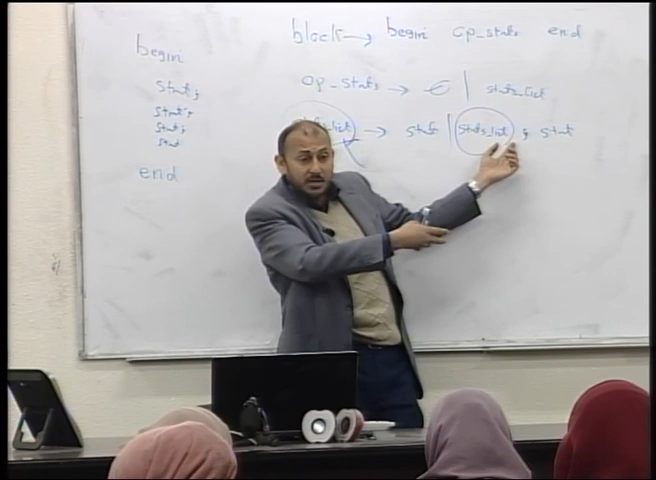 begin
stmt;
stmt;
stmt;
stmt
end
block → begin op_stmts end
op_stmts → ϵ | stmts_list
stmts_list → stmt | stmts_list ; stmt